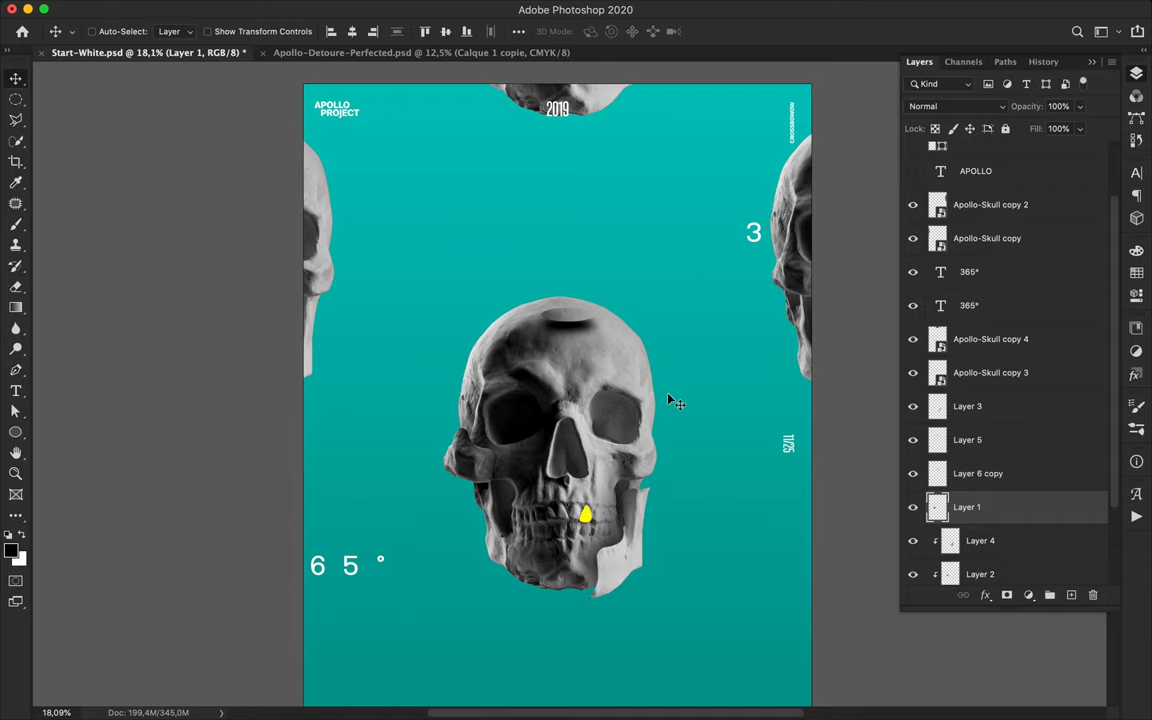 Adobe Photoshop 2020
Auto-Select:
Layer
Show Transform Controls
3D Mode:
Start-White.psd @ 18,1% (Layer 1, RGB/8) *
Apollo-Detoure-Perfected.psd @ 12,5% (Calque 1 copie, CMYK/8)
APOLLO
PROJECT
2019
CROSSBOWOW
3
11/25
6 5 °
Layers
Channels
Paths
History
Kind
Normal
Opacity: 100%
Lock:
Fill: 100%
T APOLLO
Apollo-Skull copy 2
Apollo-Skull copy
T 365°
T 365°
Apollo-Skull copy 4
Apollo-Skull copy 3
Layer 3
Layer 5
Layer 6 copy
Layer 1
Layer 4
Layer 2
fx
18,09%
Doc: 199,4M/345,0M